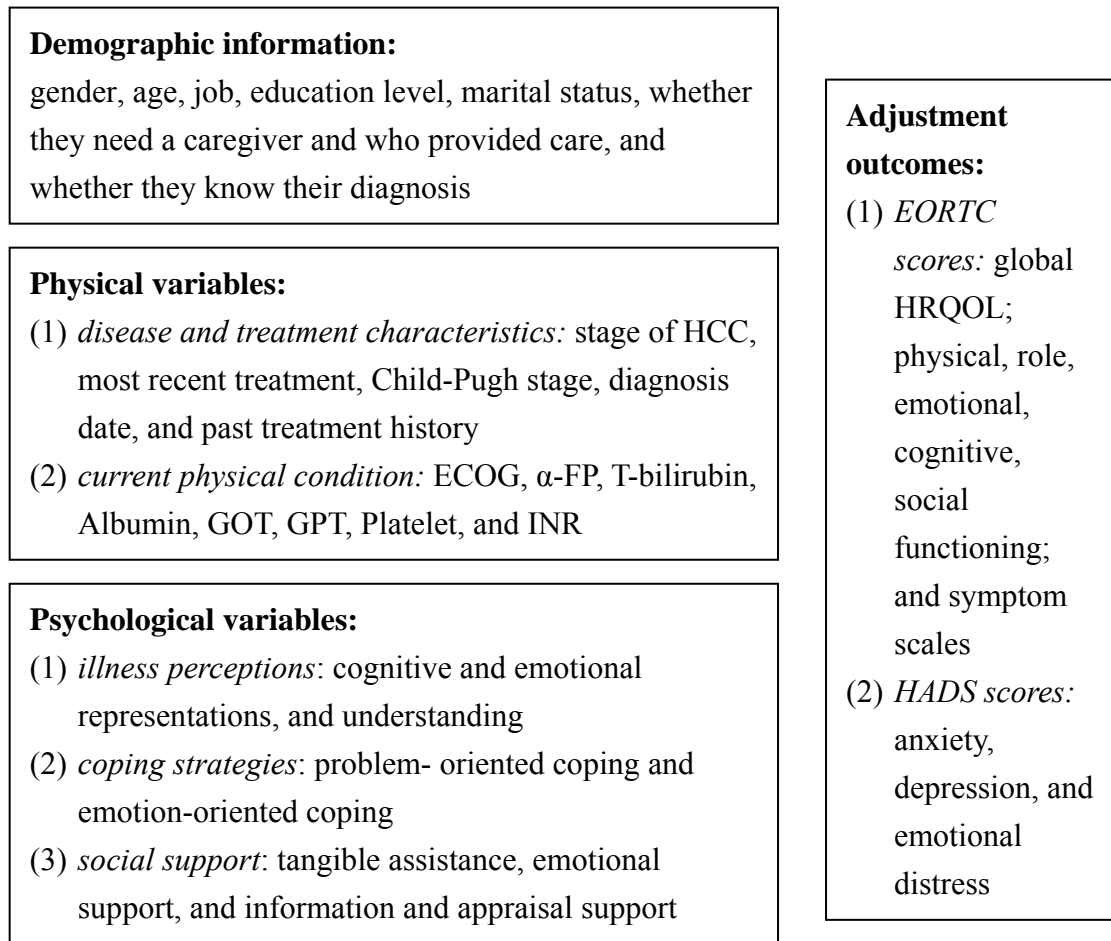 Demographic information:
gender, age, job, education level, marital status, whether
they need a caregiver and who provided care, and
whether they know their diagnosis
Physical variables:
(1) disease and treatment characteristics: stage of HCC,
most recent treatment, Child-Pugh stage, diagnosis
date, and past treatment history
(2) current physical condition: ECOG, α-FP, T-bilirubin,
Albumin, GOT, GPT, Platelet, and INR
Psychological variables:
(1) illness perceptions: cognitive and emotional
representations, and understanding
(2) coping strategies: problem- oriented coping and
emotion-oriented coping
(3) social support: tangible assistance, emotional
support, and information and appraisal support
Adjustment
outcomes:
(1) EORTC
scores: global
HRQOL;
physical, role,
emotional,
cognitive,
social
functioning;
and symptom
scales
(2) HADS scores:
anxiety,
depression, and
emotional
distress